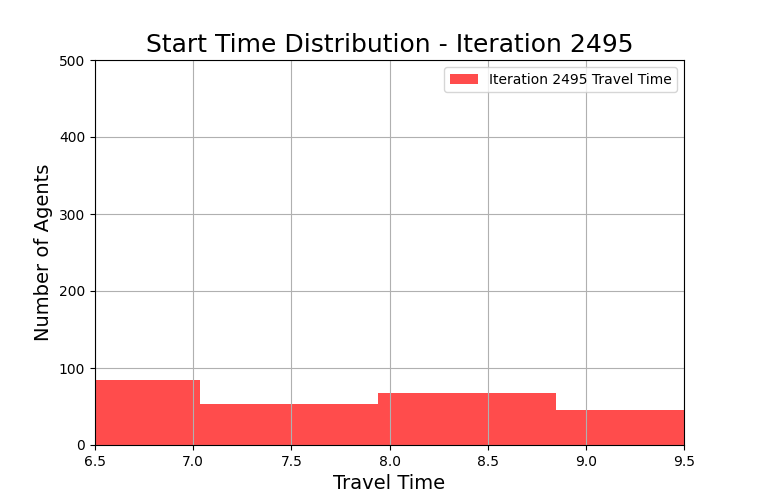 Start Time Distribution - Iteration 2495
Iteration 2495 Travel Time
Number of Agents
500
400
300
200
100
0
6.5 7.0 7.5 8.0 8.5 9.0 9.5
Travel Time